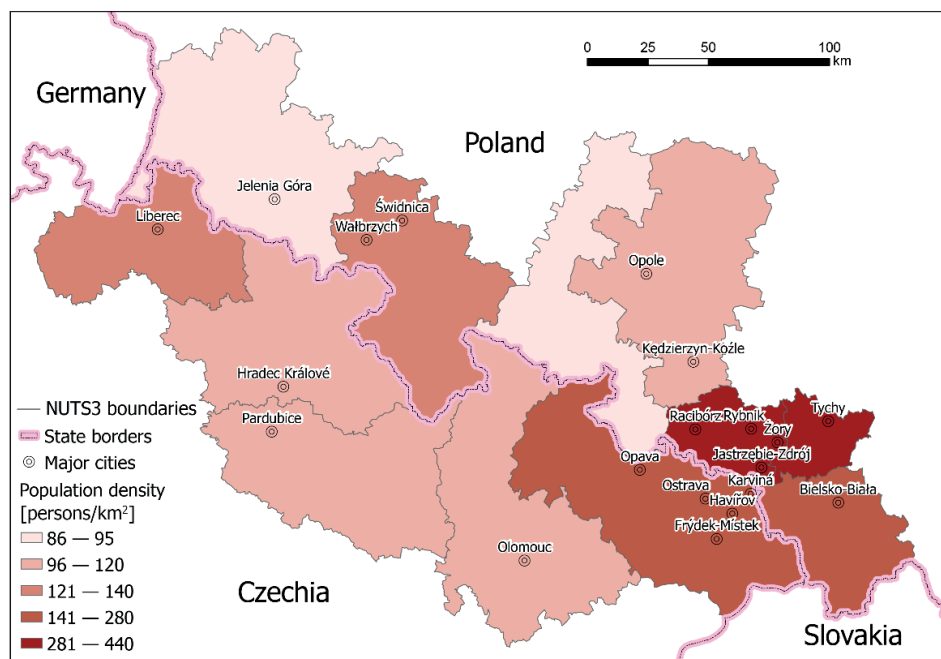 0 25 50 100
km
Germany
Poland
Jelenia Góra
Świdnica
Liberec
Wałbrzych
Opole
Kędzierzyn-Koźle
Hradec Králové
Pardubice
Racibórz
Rybnik
Żory
Tychy
Jastrzębie-Zdrój
Opava
Karviná
Ostrava
Havířov
Bielsko-Biała
Frýdek-Místek
Olomouc
Czechia
Slovakia
NUTS3 boundaries
State borders
Major cities
Population density
[persons/km²]
86 — 95
96 — 120
121 — 140
141 — 280
281 — 440